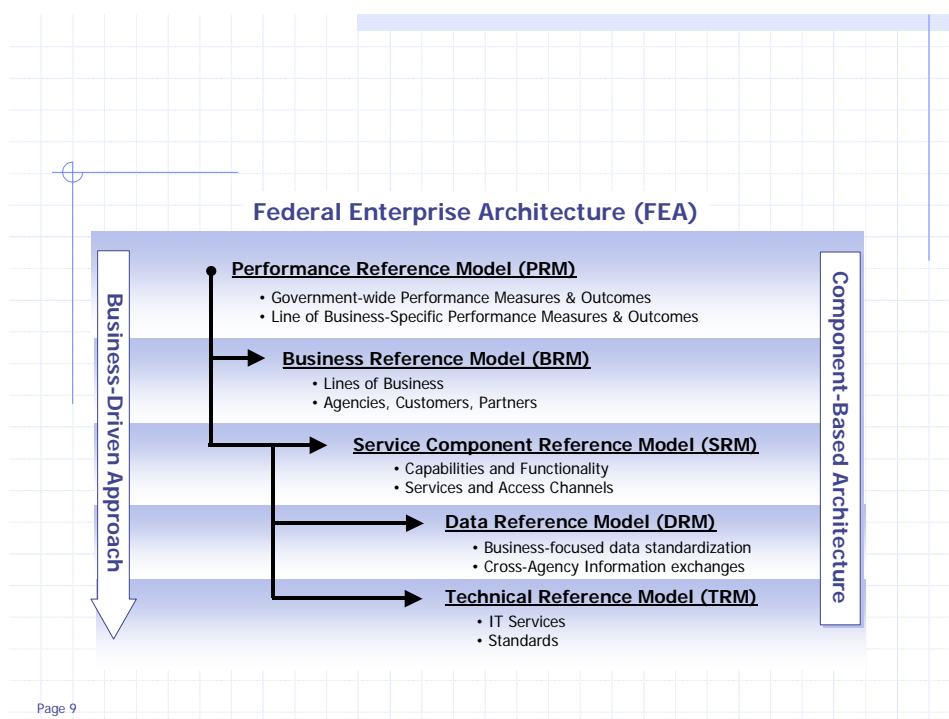 Federal Enterprise Architecture (FEA)
Business-Driven Approach
Performance Reference Model (PRM)
• Government-wide Performance Measures & Outcomes
• Line of Business-Specific Performance Measures & Outcomes
Business Reference Model (BRM)
• Lines of Business
• Agencies, Customers, Partners
Service Component Reference Model (SRM)
• Capabilities and Functionality
• Services and Access Channels
Data Reference Model (DRM)
• Business-focused data standardization
• Cross-Agency Information exchanges
Technical Reference Model (TRM)
• IT Services
• Standards
Component-Based Architecture
Page 9